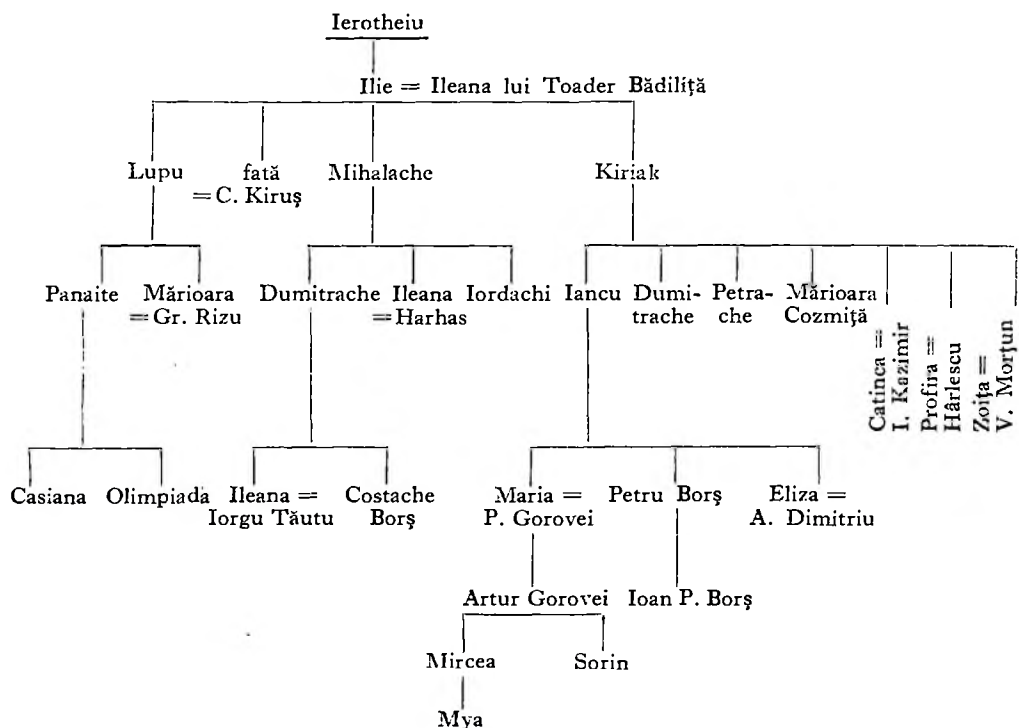 Ierotheiu
Ilie = Ileana lui Toader Bădiliță
Lupu fată Mihalache Kiriak
= C. Kiruș
Panaite Mărioara Dumitrache Ileana Iordachi Iancu Dumi- Petra- Mărioara
= Gr. Rizu = Harhas trache che Cozmiță
Catinca =
I. Kazimir
Profira =
Hârlescu
Zoița =
V. Morțun
Casiana Olimpiada Ileana = Costache Maria = Petru Borș Eliza =
Iorgu Tăutu Borș P. Gorovei A. Dimitriu
Artur Gorovei Ioan P. Borș
Mircea Sorin
Mya